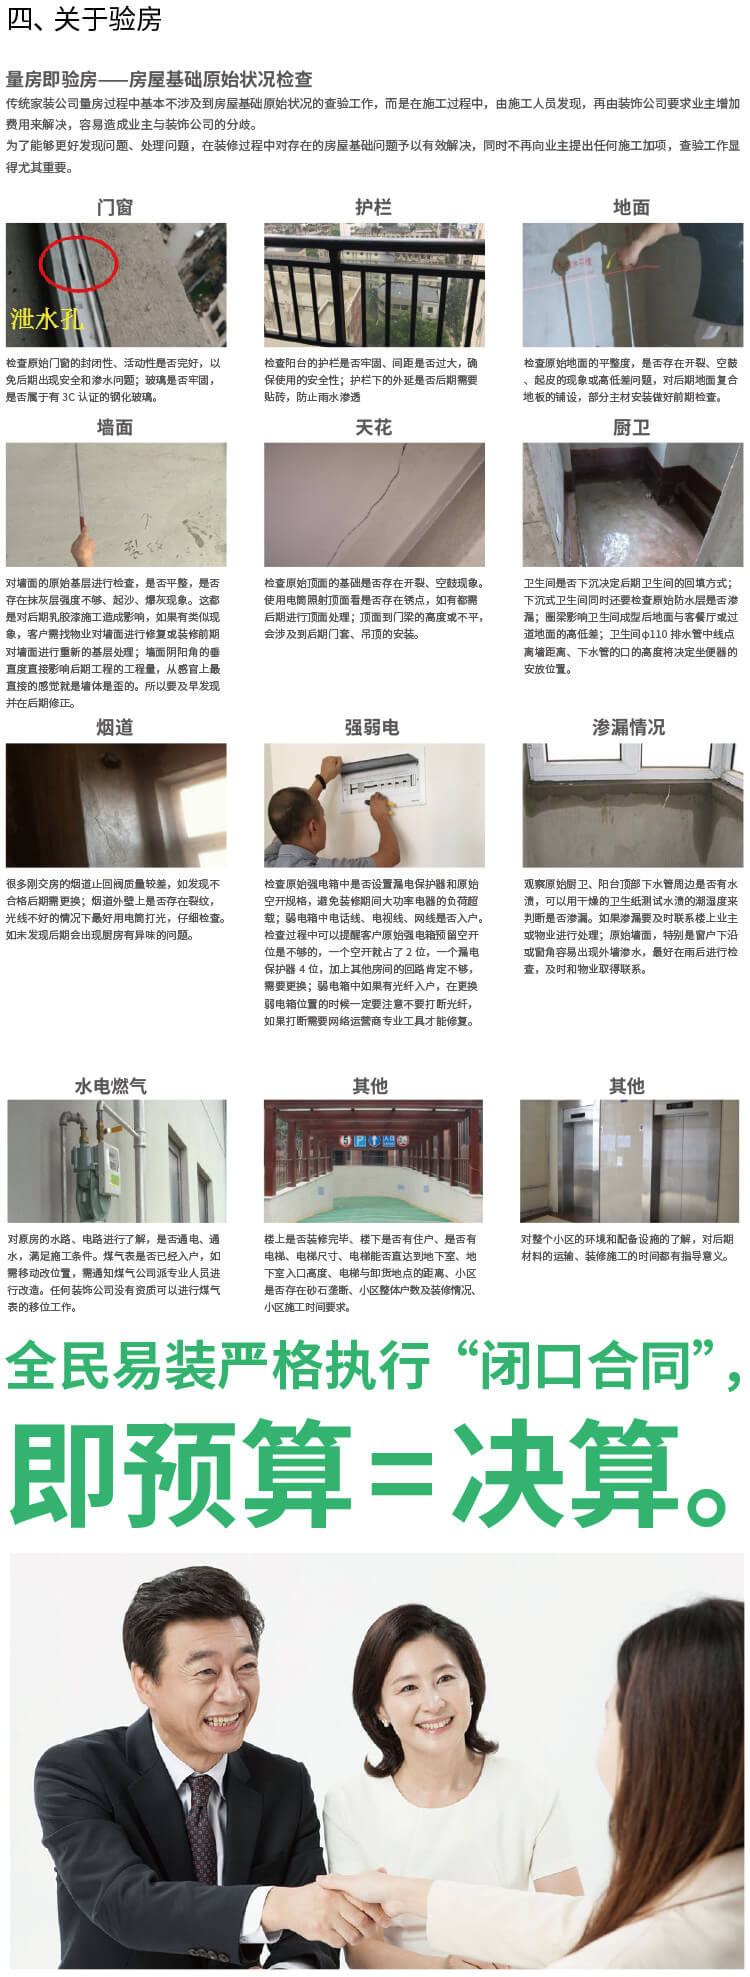 四、关于验房
量房即验房——房屋基础原始状况检查
传统家装公司量房过程中基本不涉及到房屋基础原始状况的查验工作，而是在施工过程中，由施工人员发现，再由装饰公司要求业主增加
费用来解决，容易造成业主与装饰公司的分歧。
为了能够更好发现问题、处理问题，在装修过程中对存在的房屋基础问题予以有效解决，同时不再向业主提出任何施工加项，查验工作显
得尤其重要。
门窗
泄水孔
检查原始门窗的封闭性、活动性是否完好，以
免后期出现安全和渗水问题；玻璃是否牢固，
是否属于有 3C 认证的钢化玻璃。
护栏
检查阳台的护栏是否牢固、间距是否过大，确
保使用的安全性；护栏下的外延是否后期需要
贴砖，防止雨水渗透
地面
检查原始地面的平整度，是否存在开裂、空鼓
、起皮的现象或高低差问题，对后期地面复合
地板的铺设，部分主材安装做好前期检查。
墙面
对墙面的原始基层进行检查，是否平整，是否
存在抹灰层强度不够、起沙、爆灰现象。这都
是对后期乳胶漆施工造成影响，如果有类似现
象，客户需找物业对墙面进行修复或装修前期
对墙面进行重新的基层处理；墙面阴阳角的垂
直度直接影响后期工程的工程量，从感官上最
直接的感觉就是墙体是歪的。所以要及早发现
并在后期修正。
天花
检查原始顶面的基础是否存在开裂、空鼓现象。
使用电筒照射顶面看是否存在锈点，如有都需
后期进行顶面处理；顶面到门梁的高度或不平，
会涉及到后期门套、吊顶的安装。
厨卫
卫生间是否下沉决定后期卫生间的回填方式；
下沉式卫生间同时还要检查原始防水层是否渗
漏；圈梁影响卫生间成型后地面与客餐厅或过
道地面的高低差；卫生间φ110 排水管中线点
离墙距离、下水管的口的高度将决定坐便器的
安放位置。
烟道
很多刚交房的烟道止回阀质量较差，如发现不
合格后期需更换；烟道外壁上是否存在裂纹，
光线不好的情况下最好用电筒打光，仔细检查。
如未发现后期会出现厨房有异味的问题。
强弱电
检查原始强电箱中是否设置漏电保护器和原始
空开规格，避免装修期间大功率电器的负荷超
载；弱电箱中电话线、电视线、网线是否入户。
检查过程中可以提醒客户原始强电箱预留空开
位是不够的，一个空开就占了 2 位，一个漏电
保护器 4 位，加上其他房间的回路肯定不够，
需要更换；弱电箱中如果有光纤入户，在更换
弱电箱位置的时候一定要注意不要打断光纤，
如果打断需要网络运营商专业工具才能修复。
渗漏情况
观察原始厨卫、阳台顶部下水管周边是否有水
渍，可以用干燥的卫生纸测试水渍的潮湿度来
判断是否渗漏。如果渗漏要及时联系楼上业主
或物业进行处理；原始墙面，特别是窗户下沿
或窗角容易出现外墙渗水，最好在雨后进行检
查，及时和物业取得联系。
水电燃气
对原房的水路、电路进行了解，是否通电、通
水，满足施工条件。煤气表是否已经入户，如
需移动改位置，需通知煤气公司派专业人员进
行改造。任何装饰公司没有资质可以进行煤气
表的移位工作。
其他
楼上是否装修完毕、楼下是否有住户、是否有
电梯、电梯尺寸、电梯能否直达到地下室、地
下室入口高度、电梯与卸货地点的距离、小区
是否存在砂石垄断、小区整体户数及装修情况、
小区施工时间要求。
其他
对整个小区的环境和配备设施的了解，对后期
材料的运输、装修施工的时间都有指导意义。
全民易装严格执行“闭口合同”，
即预算=决算。